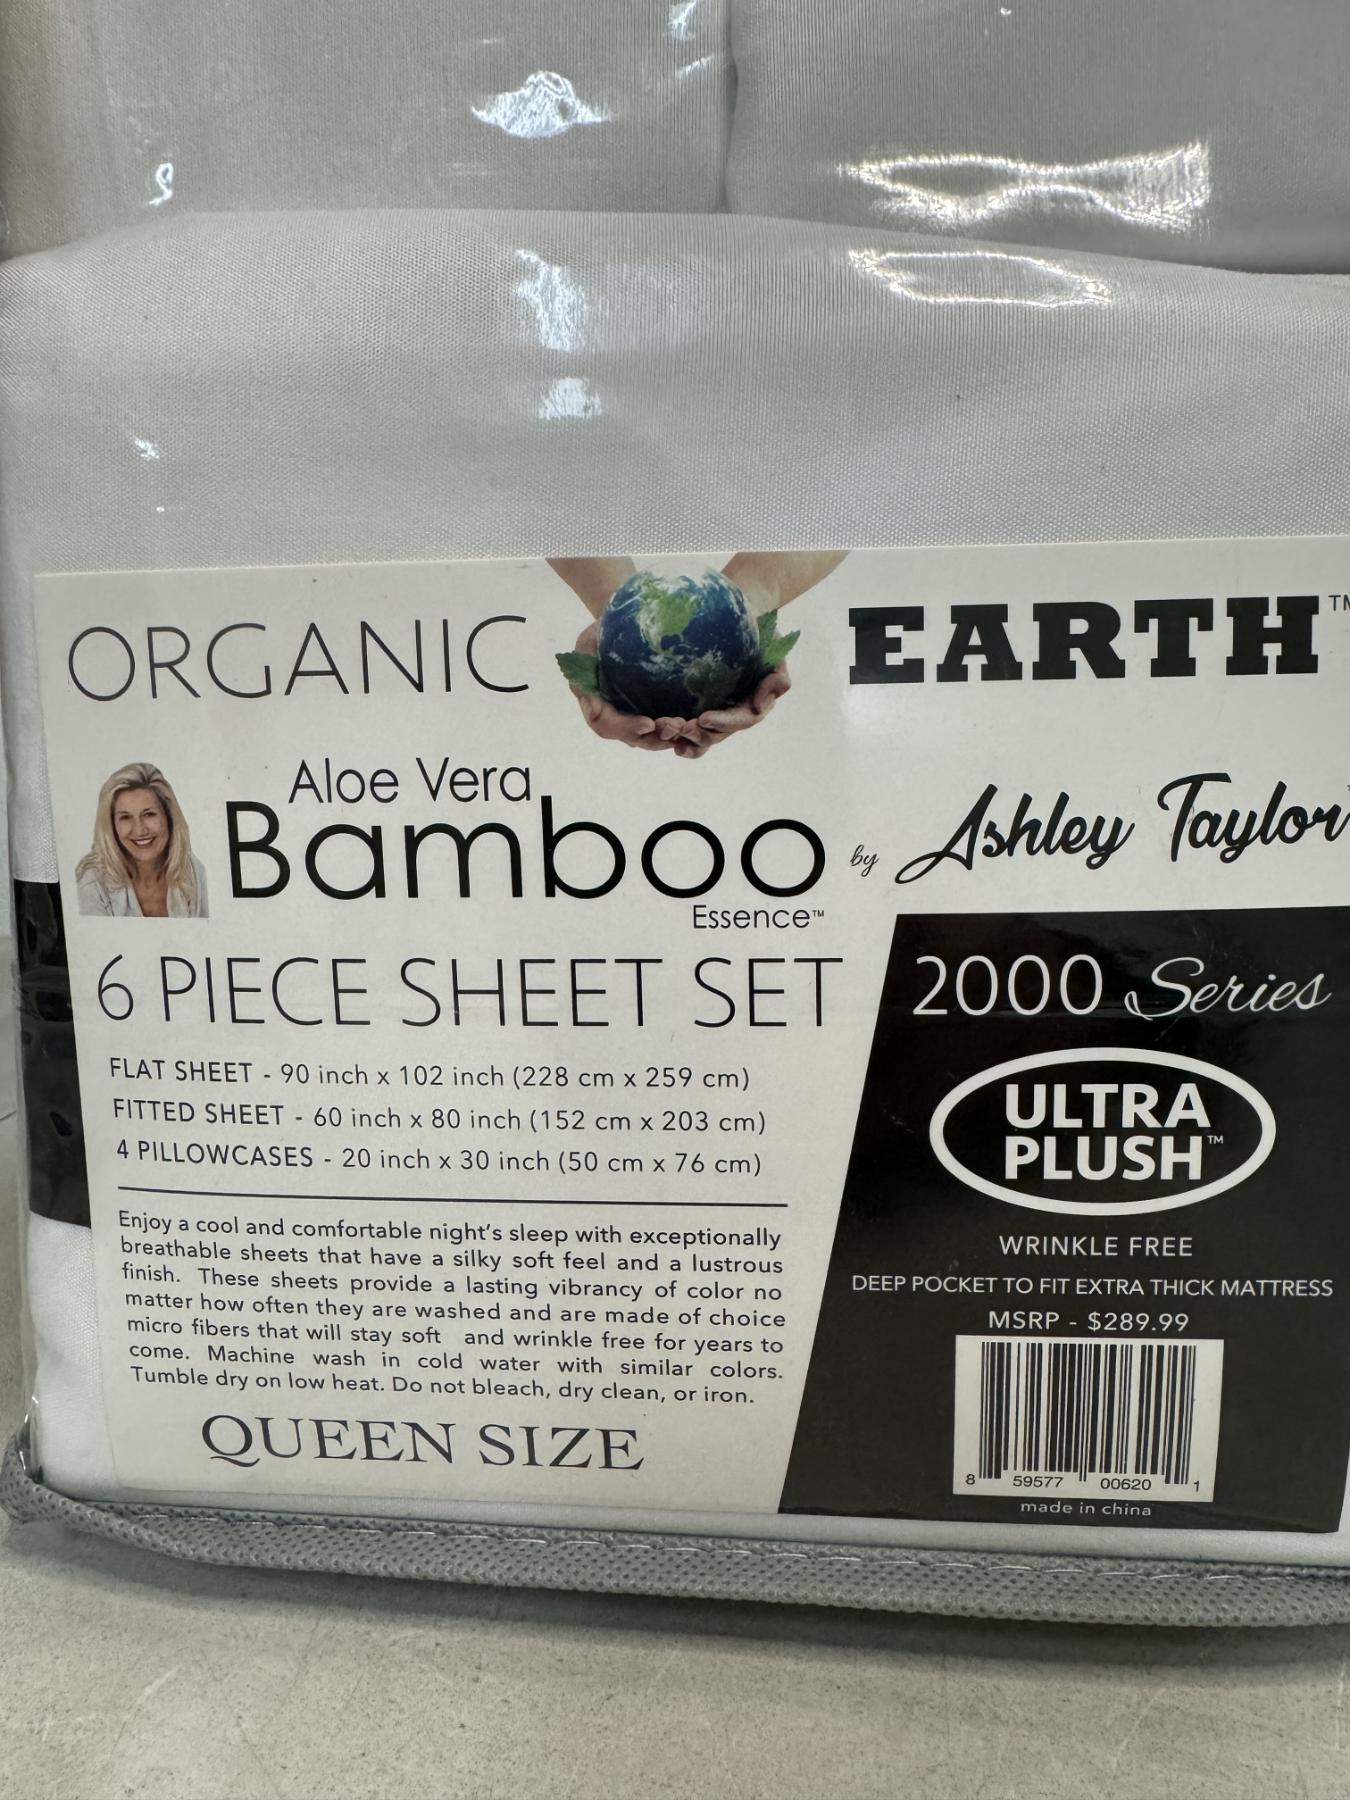 ORGANIC EARTH™
Aloe Vera
Bamboo by Ashley Taylor
Essence™
6 PIECE SHEET SET
FLAT SHEET - 90 inch x 102 inch (228 cm x 259 cm)
FITTED SHEET - 60 inch x 80 inch (152 cm x 203 cm)
4 PILLOWCASES - 20 inch x 30 inch (50 cm x 76 cm)
Enjoy a cool and comfortable night's sleep with exceptionally
breathable sheets that have a silky soft feel and a lustrous
finish. These sheets provide a lasting vibrancy of color no
matter how often they are washed and are made of choice
micro fibers that will stay soft and wrinkle free for years to
come. Machine wash in cold water with similar colors.
Tumble dry on low heat. Do not bleach, dry clean, or iron.
QUEEN SIZE
2000 Series
ULTRA
PLUSH™
WRINKLE FREE
DEEP POCKET TO FIT EXTRA THICK MATTRESS
MSRP - $289.99
8 59577 00620 1
made in china